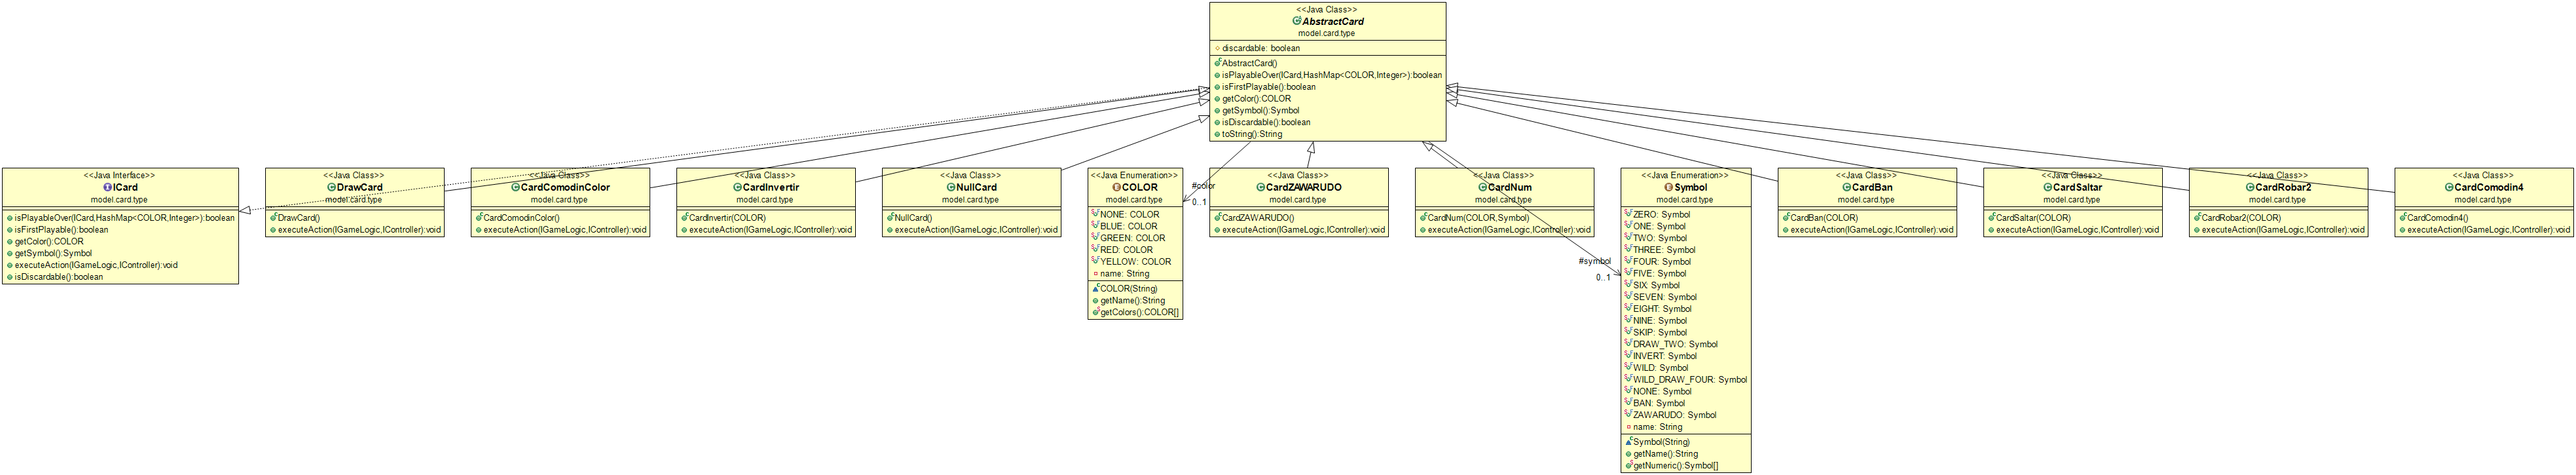 <<Java Class>>
AbstractCard
model.card.type
discardable: boolean
AbstractCard()
isPlayableOver(ICard,HashMap<COLOR,Integer>):boolean
isFirstPlayable():boolean
getColor():COLOR
getSymbol():Symbol
isDiscardable():boolean
toString():String
<<Java Interface>>
ICard
model.card.type
isPlayableOver(ICard,HashMap<COLOR,Integer>):boolean
isFirstPlayable():boolean
getColor():COLOR
getSymbol():Symbol
executeAction(IGameLogic,IController):void
isDiscardable():boolean
<<Java Class>>
DrawCard
model.card.type
DrawCard()
executeAction(IGameLogic,IController):void
<<Java Class>>
CardComodinColor
model.card.type
CardComodinColor()
executeAction(IGameLogic,IController):void
<<Java Class>>
CardInvertir
model.card.type
CardInvertir(COLOR)
executeAction(IGameLogic,IController):void
<<Java Class>>
NullCard
model.card.type
NullCard()
executeAction(IGameLogic,IController):void
<<Java Enumeration>>
COLOR
model.card.type
NONE: COLOR
BLUE: COLOR
GREEN: COLOR
RED: COLOR
YELLOW: COLOR
name: String
COLOR(String)
getName():String
getColors():COLOR[]
#color
0..1
<<Java Class>>
CardZAWARUDO
model.card.type
CardZAWARUDO()
executeAction(IGameLogic,IController):void
<<Java Class>>
CardNum
model.card.type
CardNum(COLOR,Symbol)
executeAction(IGameLogic,IController):void
#symbol
0..1
<<Java Enumeration>>
Symbol
model.card.type
ZERO: Symbol
ONE: Symbol
TWO: Symbol
THREE: Symbol
FOUR: Symbol
FIVE: Symbol
SIX: Symbol
SEVEN: Symbol
EIGHT: Symbol
NINE: Symbol
SKIP: Symbol
DRAW_TWO: Symbol
INVERT: Symbol
WILD: Symbol
WILD_DRAW_FOUR: Symbol
NONE: Symbol
BAN: Symbol
ZAWARUDO: Symbol
name: String
Symbol(String)
getName():String
getNumeric():Symbol[]
<<Java Class>>
CardBan
model.card.type
CardBan(COLOR)
executeAction(IGameLogic,IController):void
<<Java Class>>
CardSaltar
model.card.type
CardSaltar(COLOR)
executeAction(IGameLogic,IController):void
<<Java Class>>
CardRobar2
model.card.type
CardRobar2(COLOR)
executeAction(IGameLogic,IController):void
<<Java Class>>
CardComodin4
model.card.type
CardComodin4()
executeAction(IGameLogic,IController):void